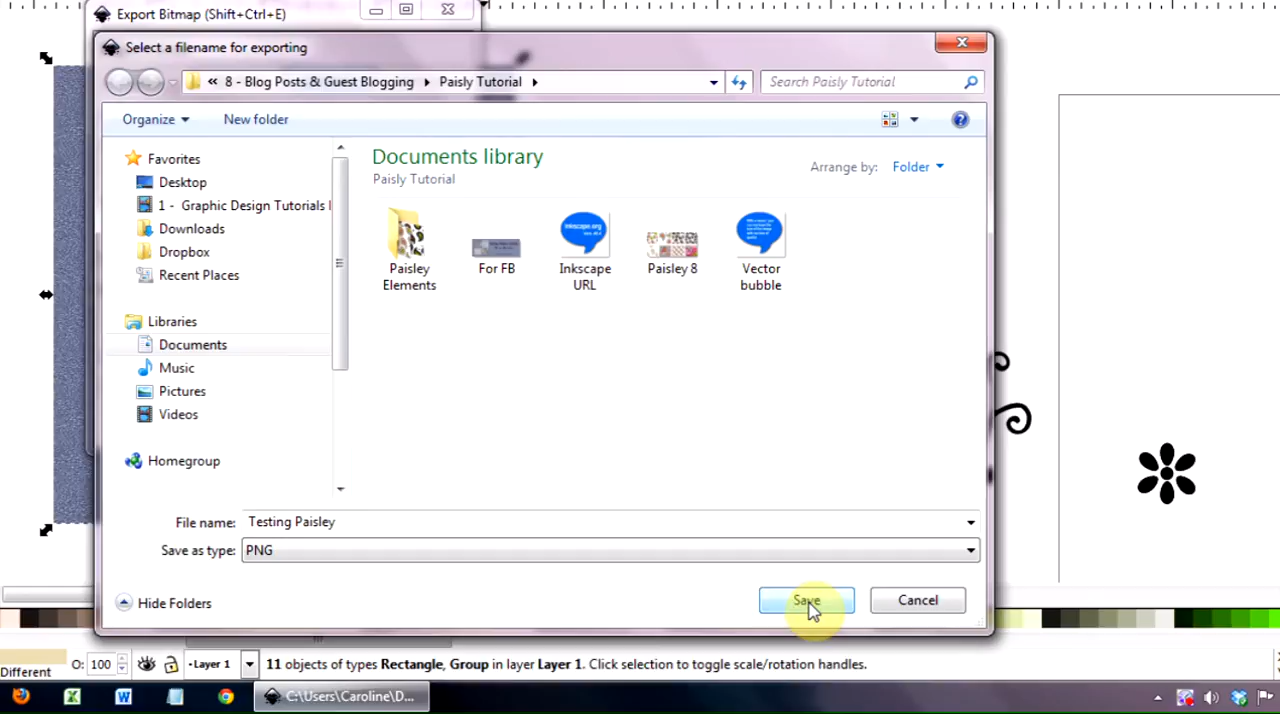 Export Bitmap (Shift+Ctrl+E)
Select a filename for exporting
« 8 - Blog Posts & Guest Blogging ▸ Paisly Tutorial ▸
Search Paisly Tutorial
Organize
New folder
Favorites
Desktop
1 - Graphic Design Tutorials
Downloads
Dropbox
Recent Places
Libraries
Documents
Music
Pictures
Videos
Homegroup
Documents library
Paisly Tutorial
Arrange by: Folder
Paisley
Elements
For FB
Inkscape
URL
Paisley 8
Vector
bubble
Inkscape.org
File name: Testing Paisley
Save as type: PNG
Hide Folders
Save
Cancel
Different
O: 100
Layer 1
11 objects of types Rectangle, Group in layer Layer 1. Click selection to toggle scale/rotation handles.
C:\Users\Caroline\D...